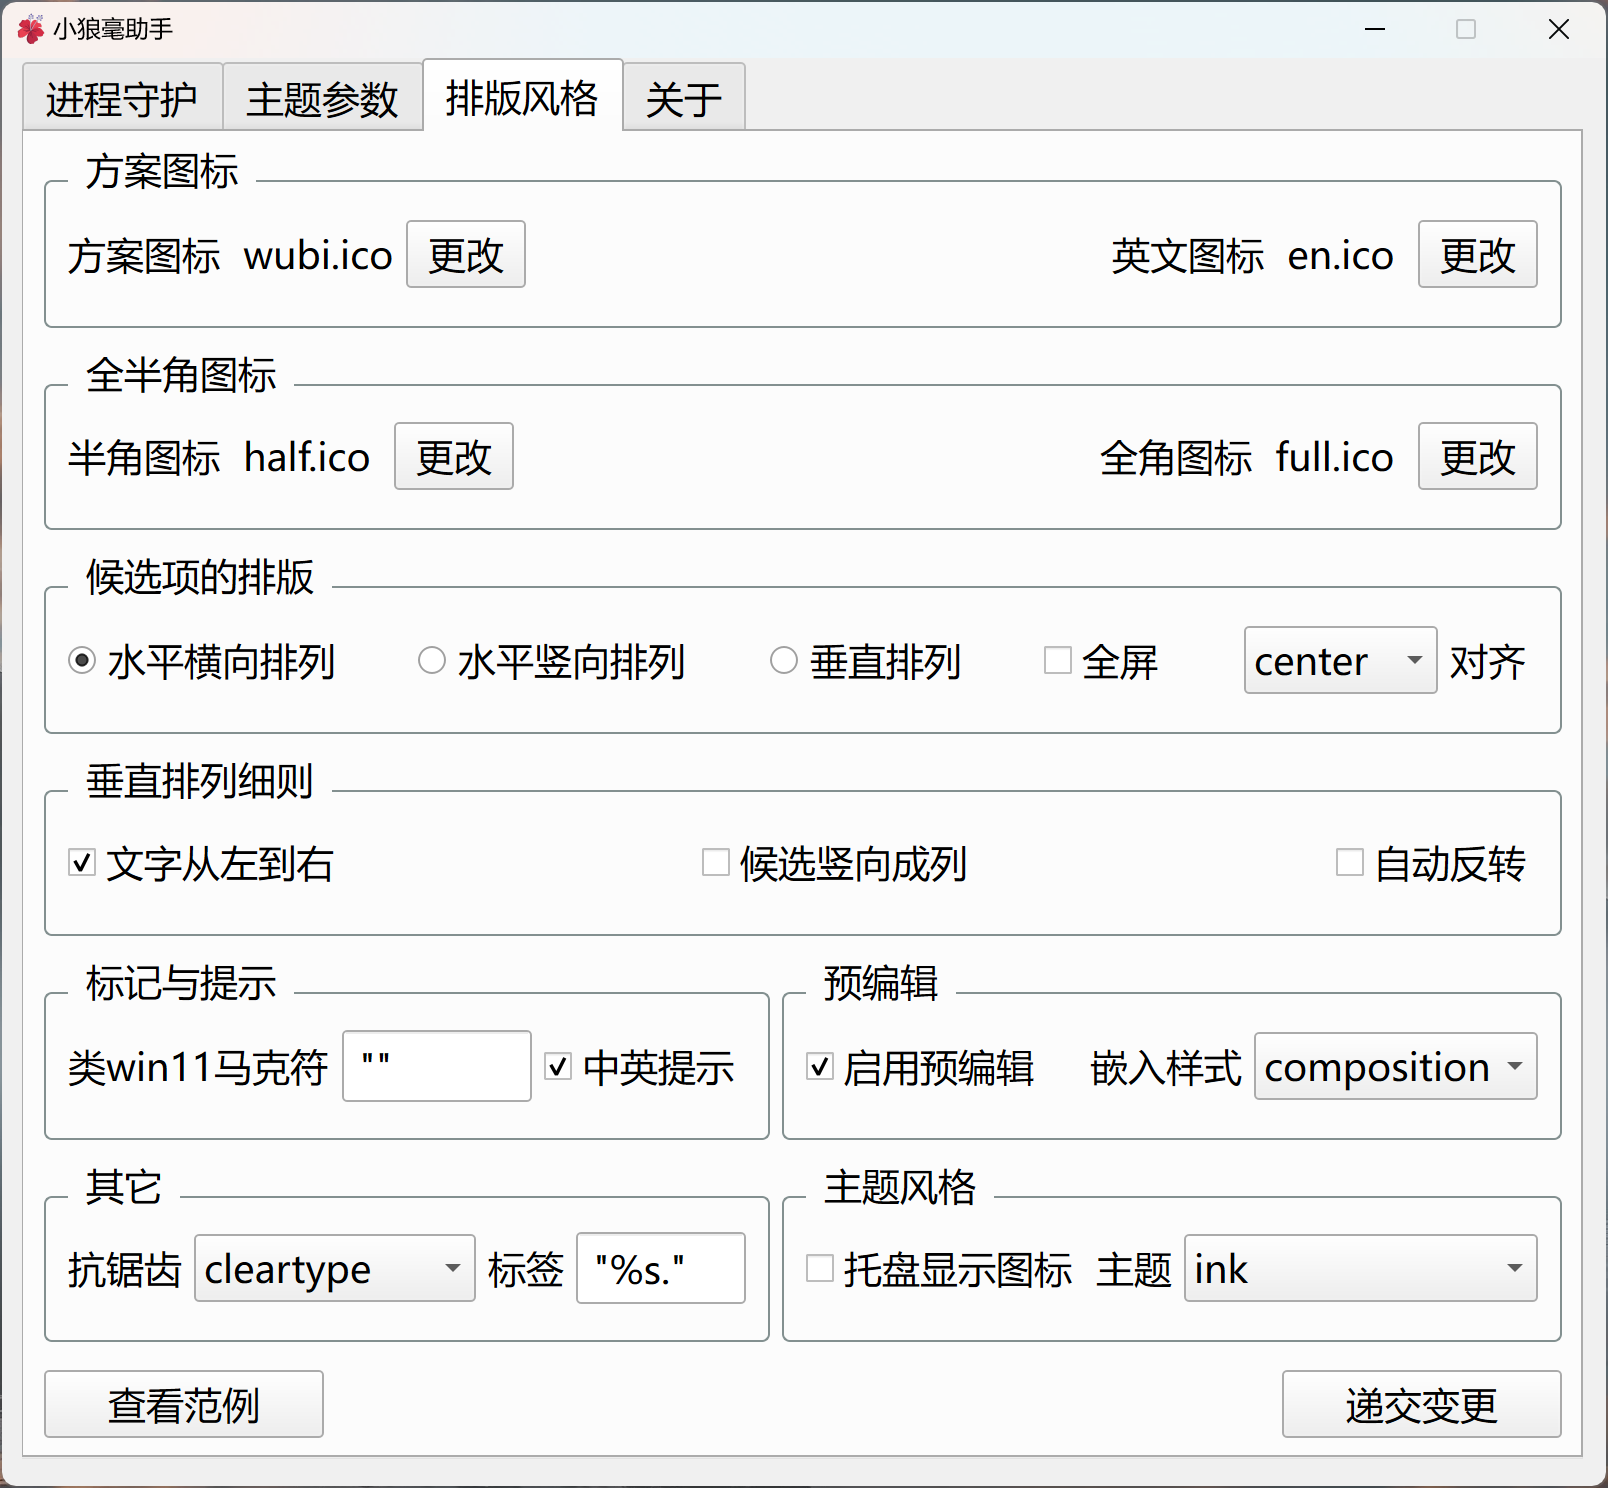 小狼毫助手
进程守护 主题参数 排版风格 关于
方案图标
方案图标 wubi.ico 更改 英文图标 en.ico 更改
全半角图标
半角图标 half.ico 更改 全角图标 full.ico 更改
候选项的排版
水平横向排列 水平竖向排列 垂直排列 全屏 center 对齐
垂直排列细则
文字从左到右 候选竖向成列 自动反转
标记与提示 预编辑
类win11马克符 "" 中英提示 启用预编辑 嵌入样式 composition
其它 主题风格
抗锯齿 cleartype 标签 "%s." 托盘显示图标 主题 ink
查看范例 递交变更